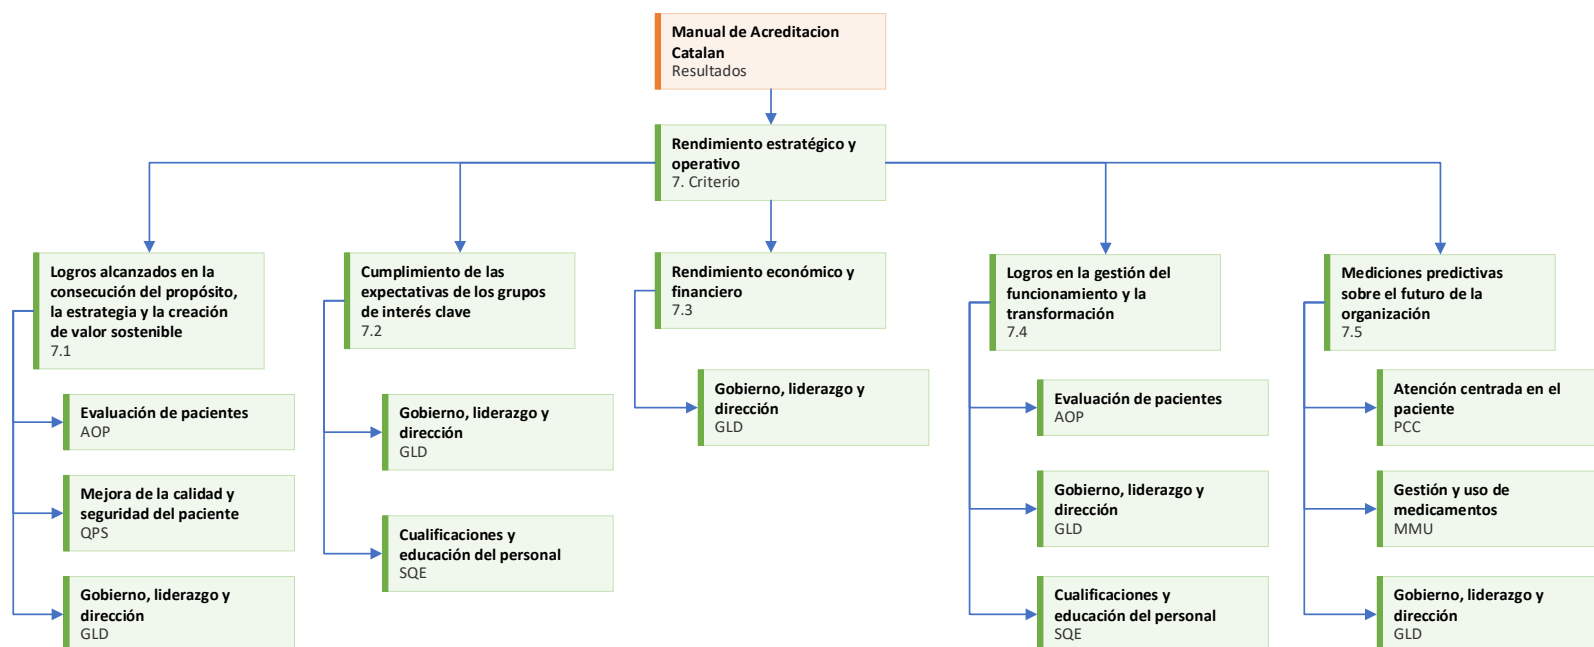 Manual de Acreditacion
Catalan
Resultados
Rendimiento estratégico y
operativo
7. Criterio
Logros alcanzados en la
consecución del propósito,
la estrategia y la creación
de valor sostenible
7.1
Evaluación de pacientes
AOP
Mejora de la calidad y
seguridad del paciente
QPS
Gobierno, liderazgo y
dirección
GLD
Cumplimiento de las
expectativas de los grupos
de interés clave
7.2
Gobierno, liderazgo y
dirección
GLD
Cualificaciones y
educación del personal
SQE
Rendimiento económico y
financiero
7.3
Gobierno, liderazgo y
dirección
GLD
Logros en la gestión del
funcionamiento y la
transformación
7.4
Evaluación de pacientes
AOP
Gobierno, liderazgo y
dirección
GLD
Cualificaciones y
educación del personal
SQE
Mediciones predictivas
sobre el futuro de la
organización
7.5
Atención centrada en el
paciente
PCC
Gestión y uso de
medicamentos
MMU
Gobierno, liderazgo y
dirección
GLD